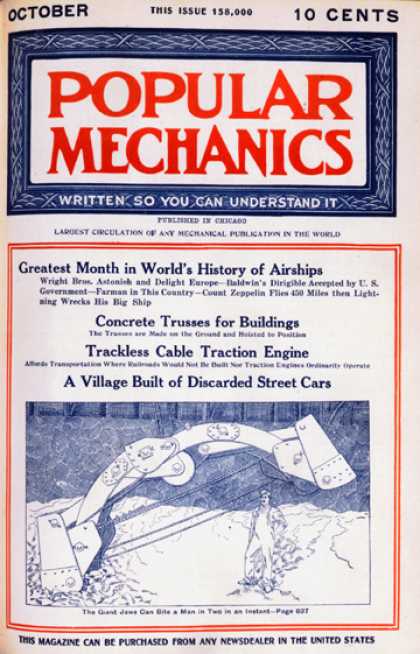 OCTOBER
THIS ISSUE 158,000
10 CENTS
POPULAR
MECHANICS
WRITTEN SO YOU CAN UNDERSTAND IT
PUBLISHED IN CHICAGO
LARGEST CIRCULATION OF ANY MECHANICAL PUBLICATION IN THE WORLD
Greatest Month in World's History of Airships
Wright Bros. Astonish and Delight Europe—Baldwin's Dirigible Accepted by U. S.
Government—Farman in This Country—Count Zeppelin Flies 450 Miles then Light-
ning Wrecks His Big Ship
Concrete Trusses for Buildings
The Trusses are Made on the Ground and Hoisted to Position
Trackless Cable Traction Engine
Affords Transportation Where Railroads Would Not Be Built Nor Traction Engines Ordinarily Operate
A Village Built of Discarded Street Cars
The Giant Jaws Can Bite a Man in Two in an Instant—Page 627
THIS MAGAZINE CAN BE PURCHASED FROM ANY NEWSDEALER IN THE UNITED STATES